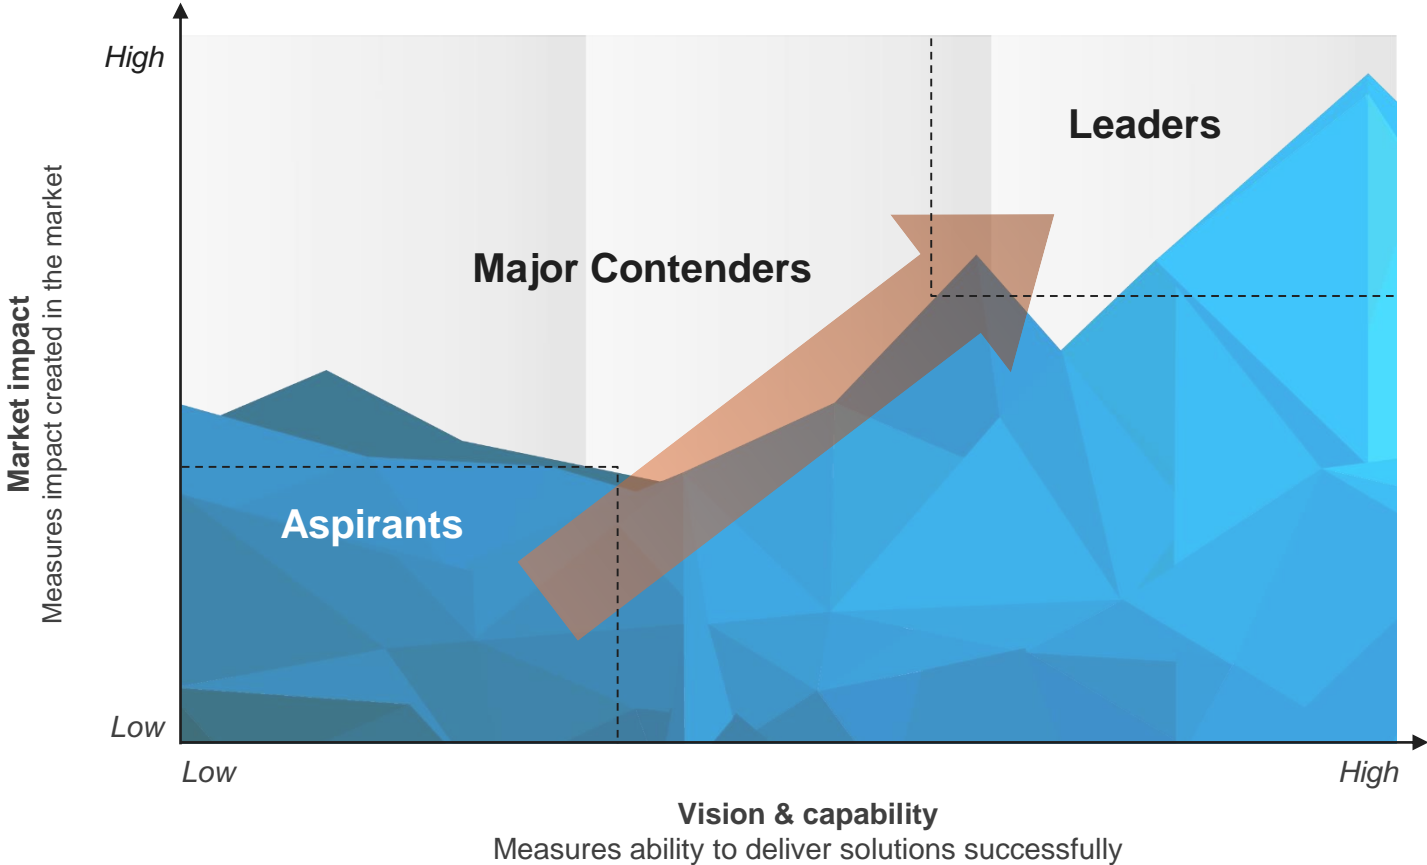 High
Leaders
Major Contenders
Market impact
Measures impact created in the market
Aspirants
Low
Low
High
Vision & capability
Measures ability to deliver solutions successfully